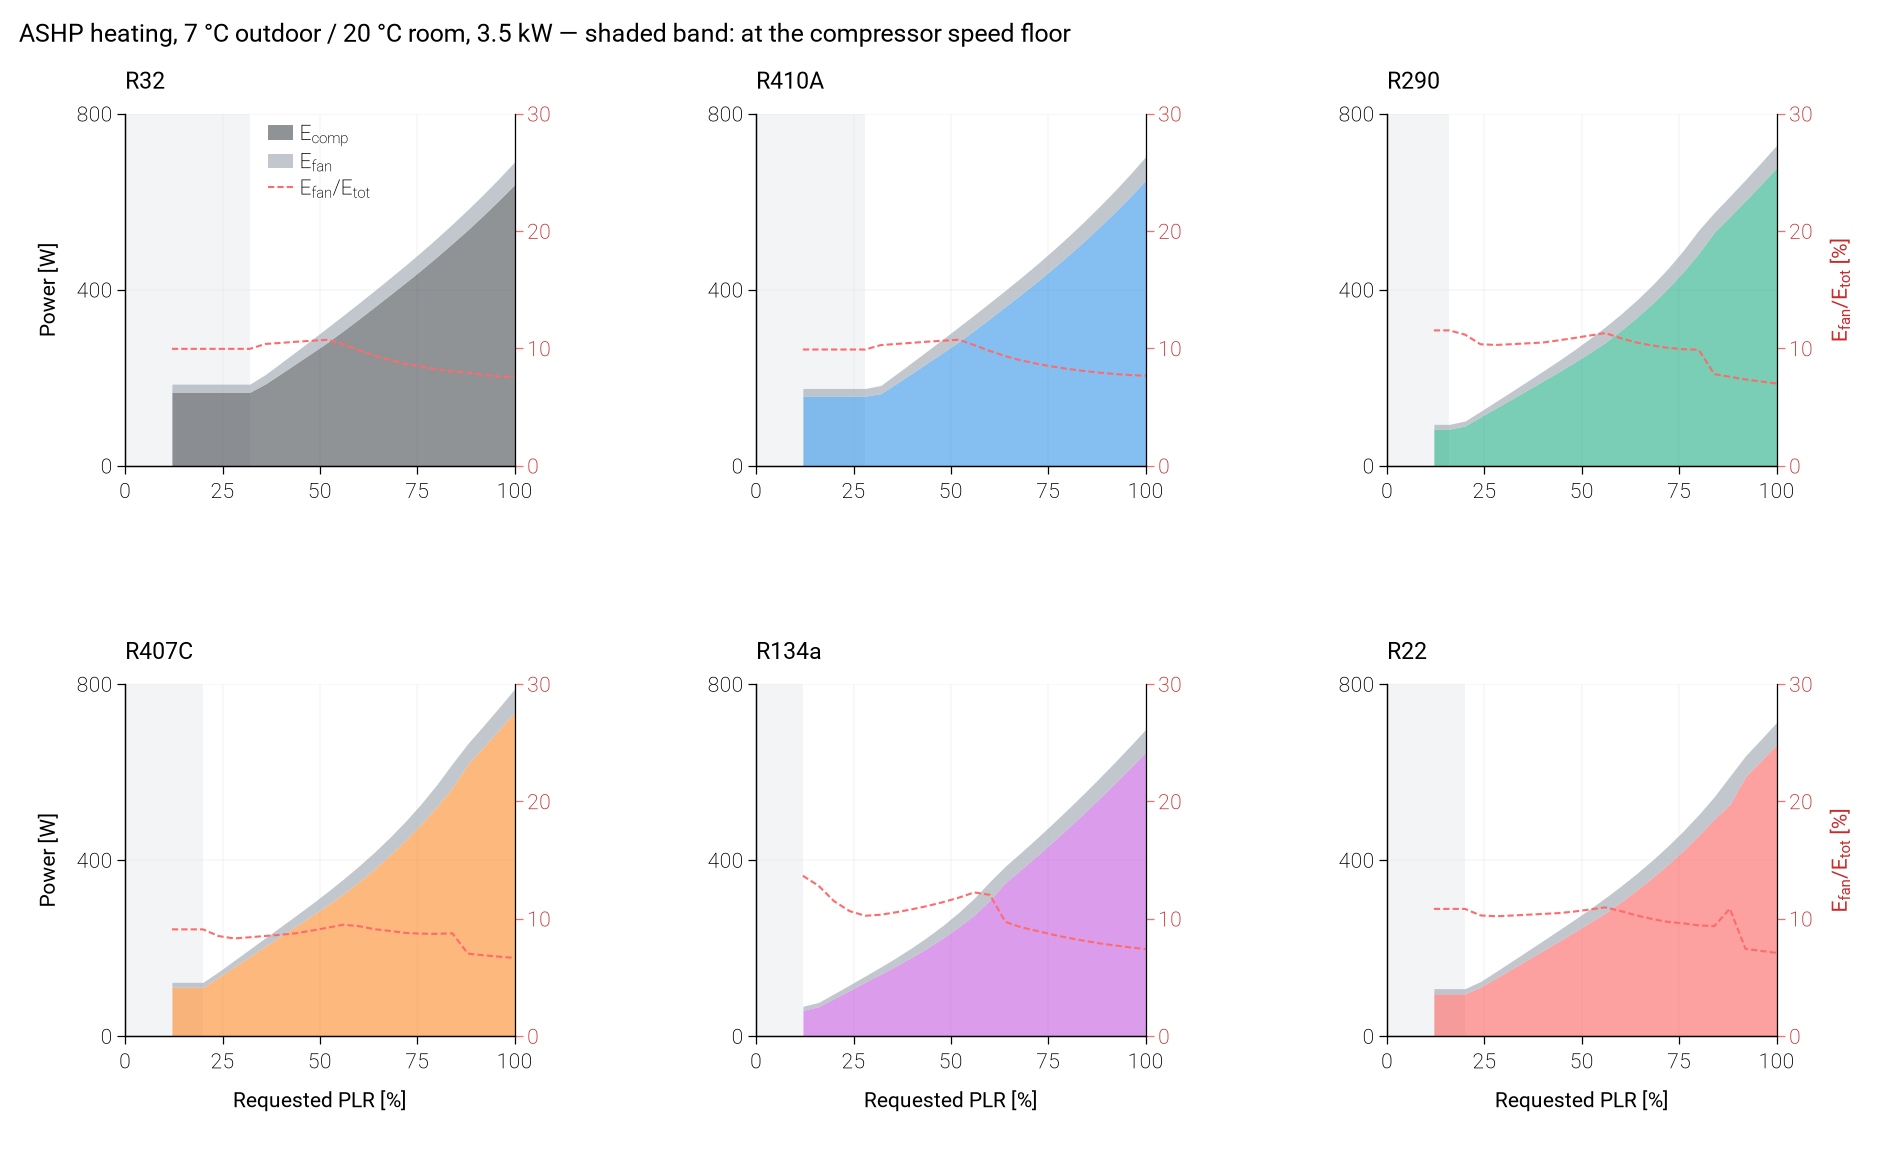 ASHP heating, 7 °C outdoor / 20 °C room, 3.5 kW — shaded band: at the compressor speed floor
R32
800
400
0
Power [W]
0 25 50 75 100
30
20
10
0
Ecomp
Efan
Efan/Etot
R410A
800
400
0
0 25 50 75 100
30
20
10
0
R290
800
400
0
0 25 50 75 100
30
20
10
0
Efan/Etot [%]
R407C
800
400
0
Power [W]
0 25 50 75 100
Requested PLR [%]
30
20
10
0
R134a
800
400
0
0 25 50 75 100
Requested PLR [%]
30
20
10
0
R22
800
400
0
0 25 50 75 100
Requested PLR [%]
30
20
10
0
Efan/Etot [%]